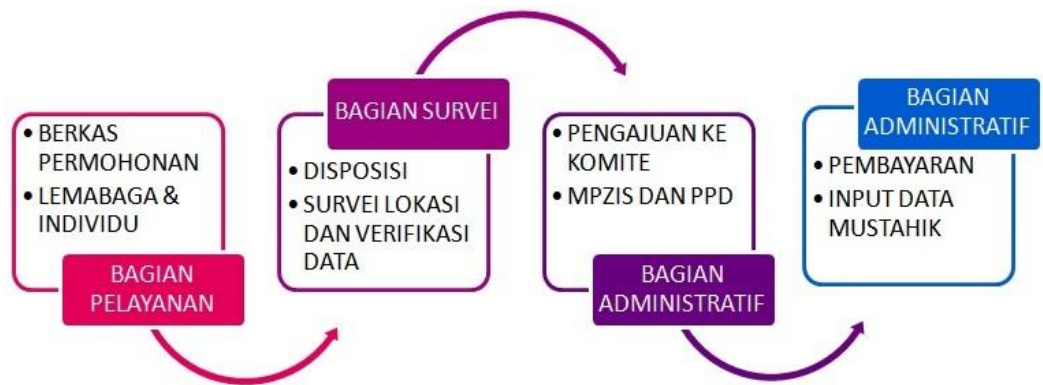 • BERKAS
PERMOHONAN
• LEMABAGA &
INDIVIDU
BAGIAN
PELAYANAN
BAGIAN SURVEI
• DISPOSISI
• SURVEI LOKASI
DAN VERIFIKASI
DATA
• PENGAJUAN KE
KOMITE
• MPZIS DAN PPD
BAGIAN
ADMINISTRATIF
BAGIAN
ADMINISTRATIF
• PEMBAYARAN
• INPUT DATA
MUSTAHIK